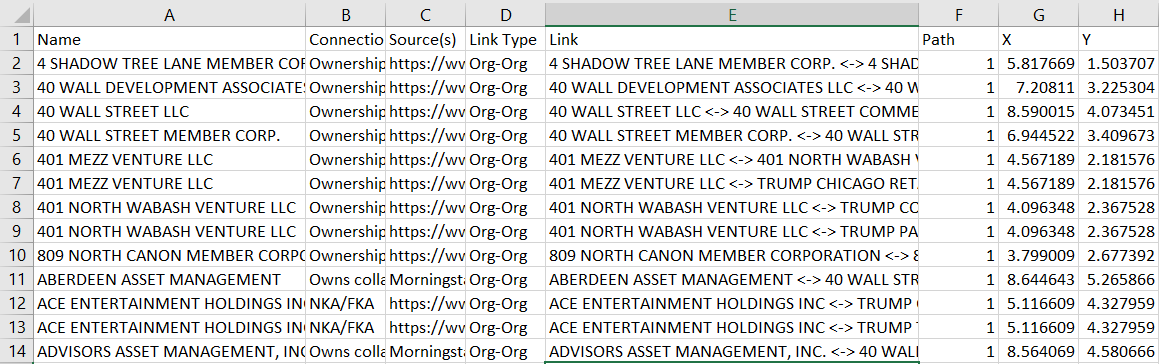 A B C D E F G H
1 Name Connectio Source(s) Link Type Link Path X Y
2 4 SHADOW TREE LANE MEMBER COR Ownership https://wv Org-Org 4 SHADOW TREE LANE MEMBER CORP. <-> 4 SHAD 1 5.817669 1.503707
3 40 WALL DEVELOPMENT ASSOCIATES Ownership https://wv Org-Org 40 WALL DEVELOPMENT ASSOCIATES LLC <-> 40 W 1 7.20811 3.225304
4 40 WALL STREET LLC Ownership https://wv Org-Org 40 WALL STREET LLC <-> 40 WALL STREET COMME 1 8.590015 4.073451
5 40 WALL STREET MEMBER CORP. Ownership https://wv Org-Org 40 WALL STREET MEMBER CORP. <-> 40 WALL STR 1 6.944522 3.409673
6 401 MEZZ VENTURE LLC Ownership https://wv Org-Org 401 MEZZ VENTURE LLC <-> 401 NORTH WABASH V 1 4.567189 2.181576
7 401 MEZZ VENTURE LLC Ownership https://wv Org-Org 401 MEZZ VENTURE LLC <-> TRUMP CHICAGO RET 1 4.567189 2.181576
8 401 NORTH WABASH VENTURE LLC Ownership https://wv Org-Org 401 NORTH WABASH VENTURE LLC <-> TRUMP CO 1 4.096348 2.367528
9 401 NORTH WABASH VENTURE LLC Ownership https://wv Org-Org 401 NORTH WABASH VENTURE LLC <-> TRUMP PA 1 4.096348 2.367528
10 809 NORTH CANON MEMBER CORPO Ownership https://wv Org-Org 809 NORTH CANON MEMBER CORPORATION <-> 8 1 3.799009 2.677392
11 ABERDEEN ASSET MANAGEMENT Owns colla Morningst Org-Org ABERDEEN ASSET MANAGEMENT <-> 40 WALL STR 1 8.644643 5.265866
12 ACE ENTERTAINMENT HOLDINGS IN NKA/FKA https://wv Org-Org ACE ENTERTAINMENT HOLDINGS INC <-> TRUMP 1 5.116609 4.327959
13 ACE ENTERTAINMENT HOLDINGS IN NKA/FKA https://wv Org-Org ACE ENTERTAINMENT HOLDINGS INC <-> TRUMP 1 5.116609 4.327959
14 ADVISORS ASSET MANAGEMENT, INC Owns colla Morningst Org-Org ADVISORS ASSET MANAGEMENT, INC. <-> 40 WALL 1 8.564069 4.580666